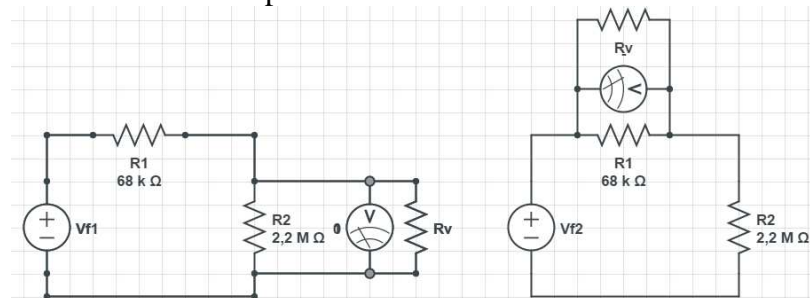 Rv
V
R1
68 k Ω
R1
68 k Ω
Vf1
R2
2,2 M Ω
0
V
Rv
Vf2
R2
2,2 M Ω